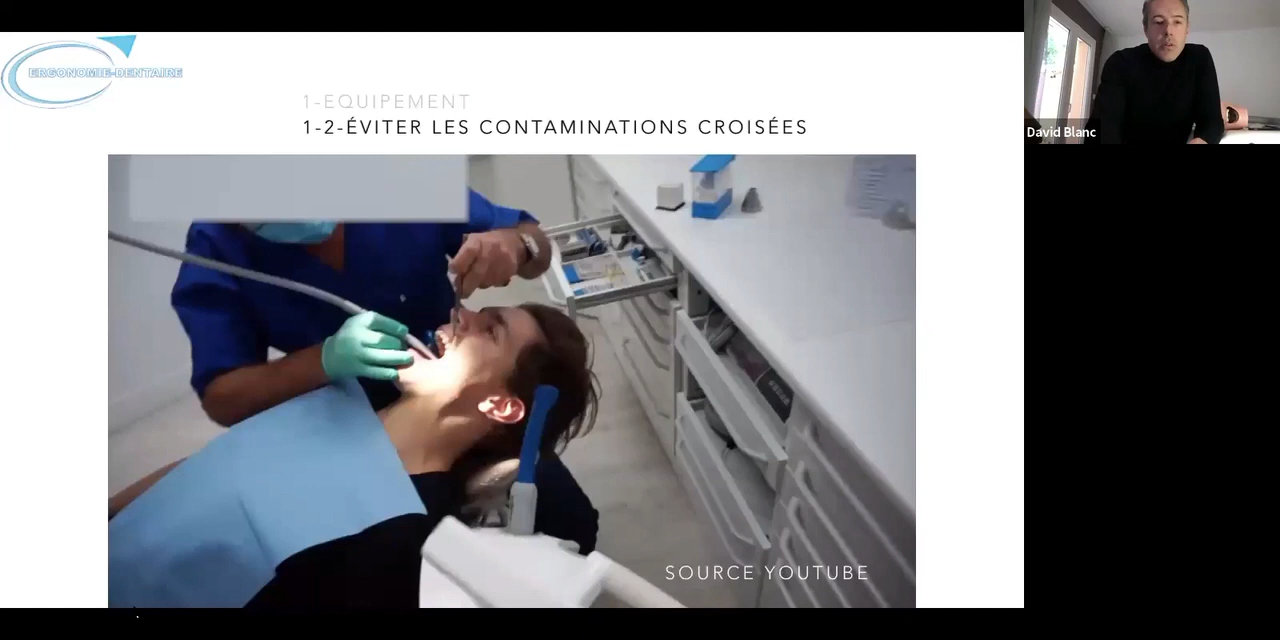 ERGONOMIE-DENTAIRE
1-EQUIPEMENT
1-2-ÉVITER LES CONTAMINATIONS CROISÉES
SOURCE YOUTUBE
David Blanc